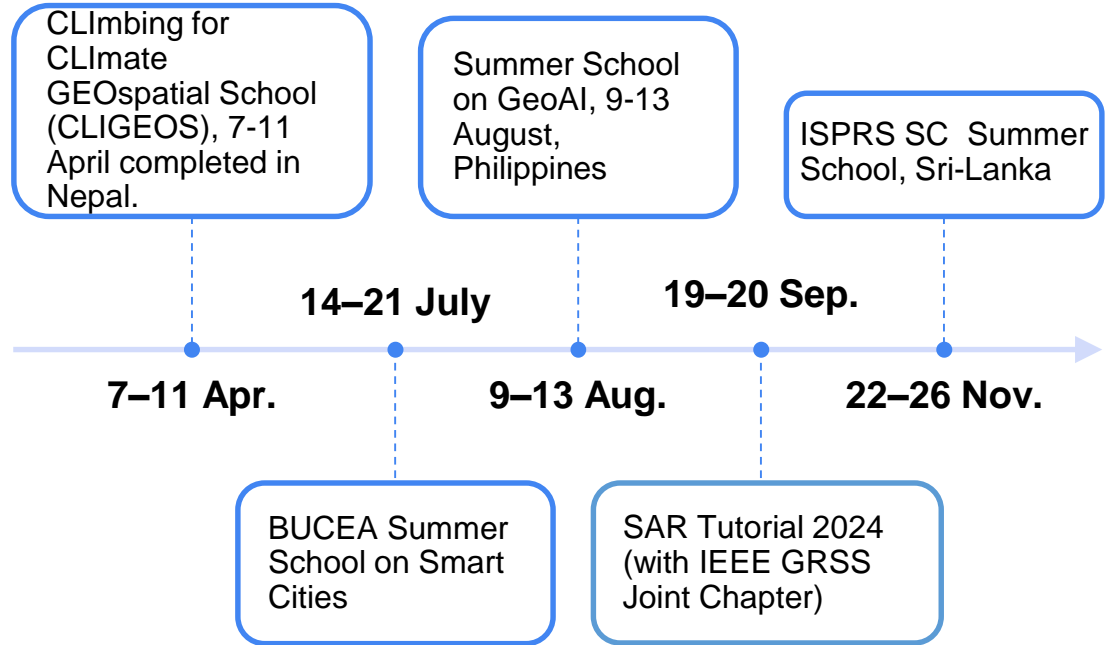 CLImbing for
CLImate
GEOspatial School
(CLIGEOS), 7-11
April completed in
Nepal.
Summer School
on GeoAI, 9-13
August,
Philippines
ISPRS SC  Summer
School, Sri-Lanka
14–21 July
19–20 Sep.
7–11 Apr.
9–13 Aug.
22–26 Nov.
BUCEA Summer
School on Smart
Cities
SAR Tutorial 2024
(with IEEE GRSS
Joint Chapter)